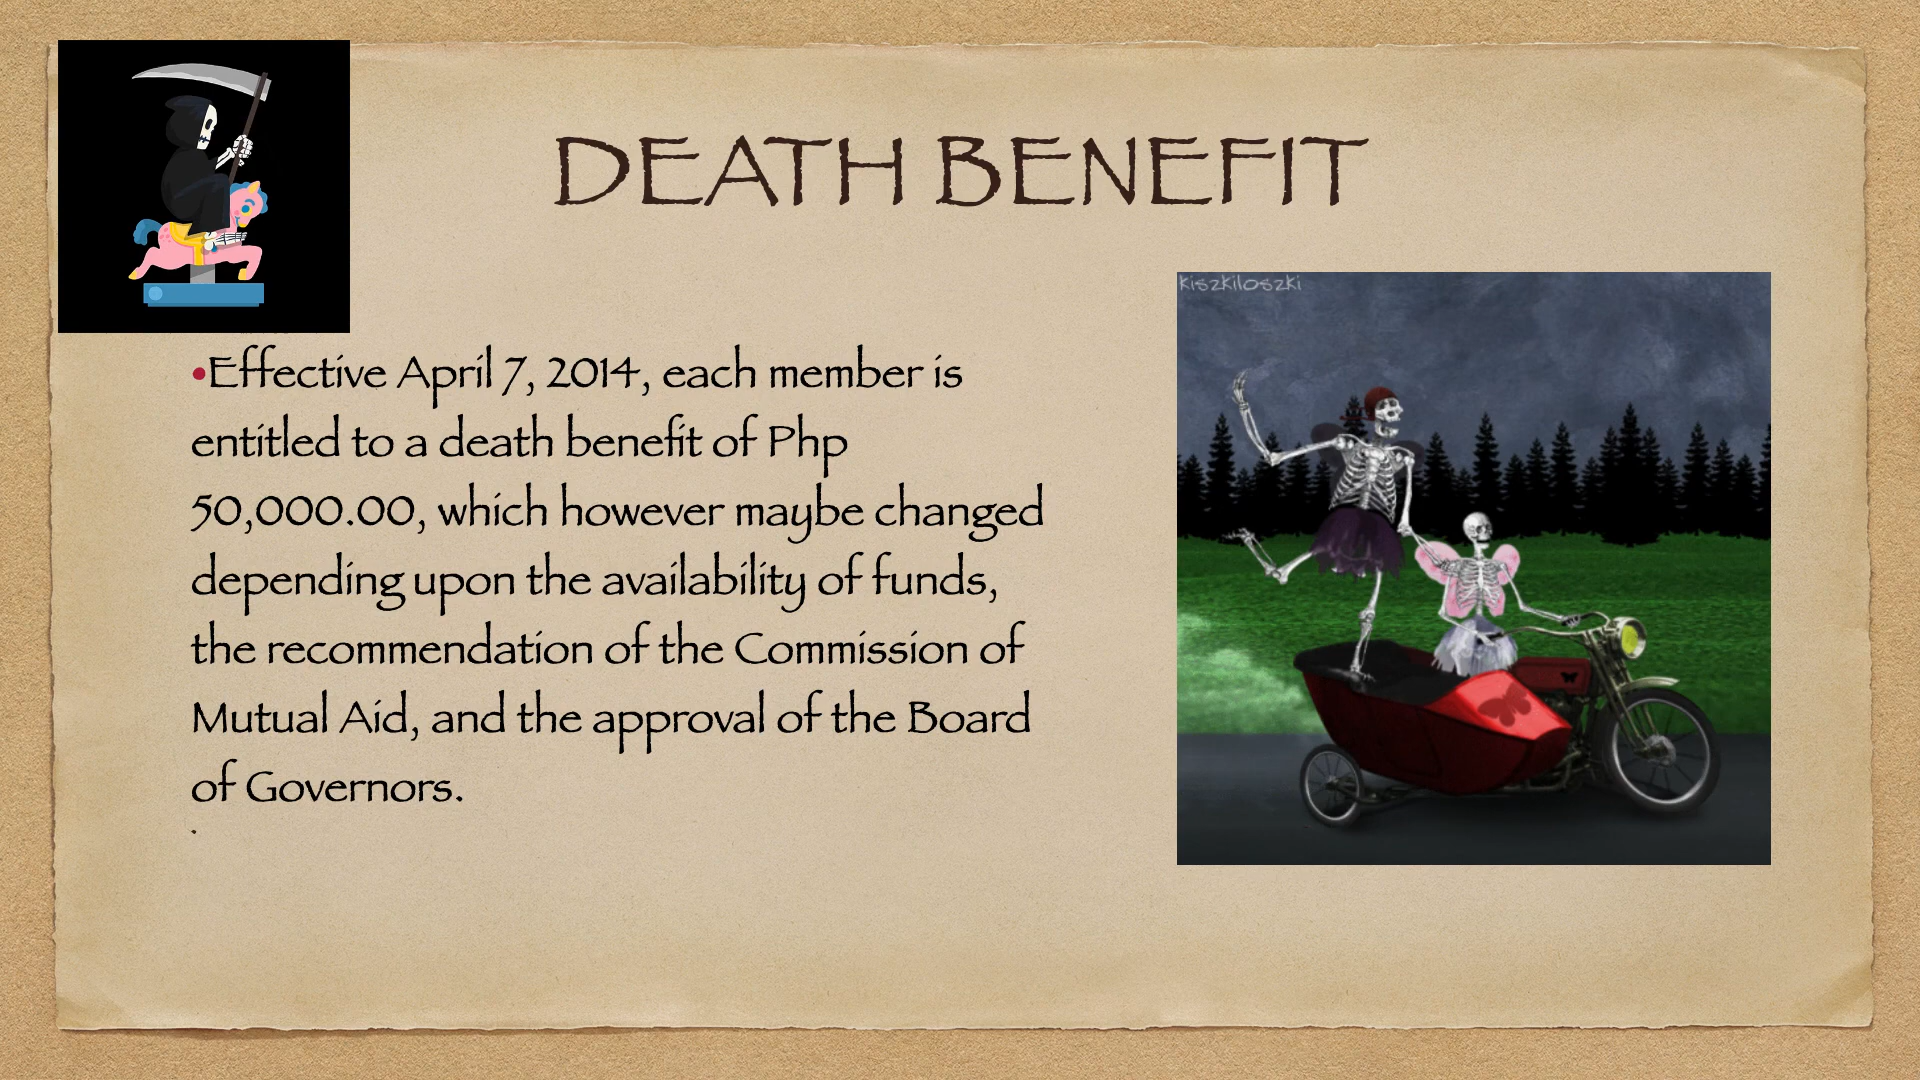 DEATH BENEFIT
kiszkiloszki
•Effective April 7, 2014, each member is
entitled to a death benefit of Php
50,000.00, which however maybe changed
depending upon the availability of funds,
the recommendation of the Commission of
Mutual Aid, and the approval of the Board
of Governors.